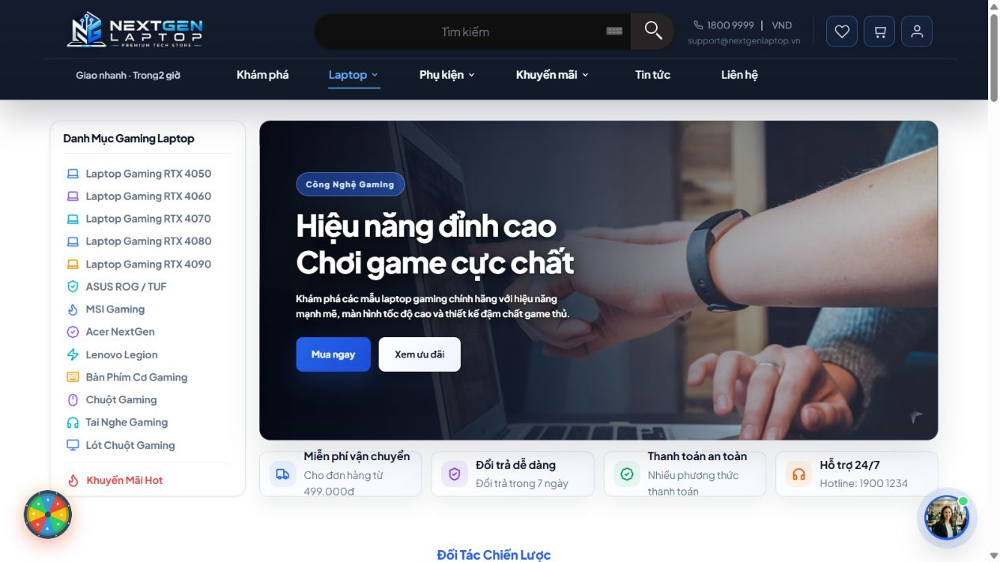 NEXTGEN
LAPTOP
PREMIUM TECH STORE
Tìm kiếm
1800 9999 | VND
support@nextgenlaptop.vn
Giao nhanh · Trong2 giờ
Khám phá
Laptop
Phụ kiện
Khuyến mãi
Tin tức
Liên hệ
Danh Mục Gaming Laptop
Laptop Gaming RTX 4050
Laptop Gaming RTX 4060
Laptop Gaming RTX 4070
Laptop Gaming RTX 4080
Laptop Gaming RTX 4090
ASUS ROG / TUF
MSI Gaming
Acer NextGen
Lenovo Legion
Bàn Phím Cơ Gaming
Chuột Gaming
Tai Nghe Gaming
Lót Chuột Gaming
Khuyến Mãi Hot
Công Nghệ Gaming
Hiệu năng đỉnh cao
Chơi game cực chất
Khám phá các mẫu laptop gaming chính hãng với hiệu năng
mạnh mẽ, màn hình tốc độ cao và thiết kế đậm chất game thủ.
Mua ngay
Xem ưu đãi
Miễn phí vận chuyển
Cho đơn hàng từ
499.000đ
Đổi trả dễ dàng
Đổi trả trong 7 ngày
Thanh toán an toàn
Nhiều phương thức
thanh toán
Hỗ trợ 24/7
Hotline: 1900 1234
Đối Tác Chiến Lược